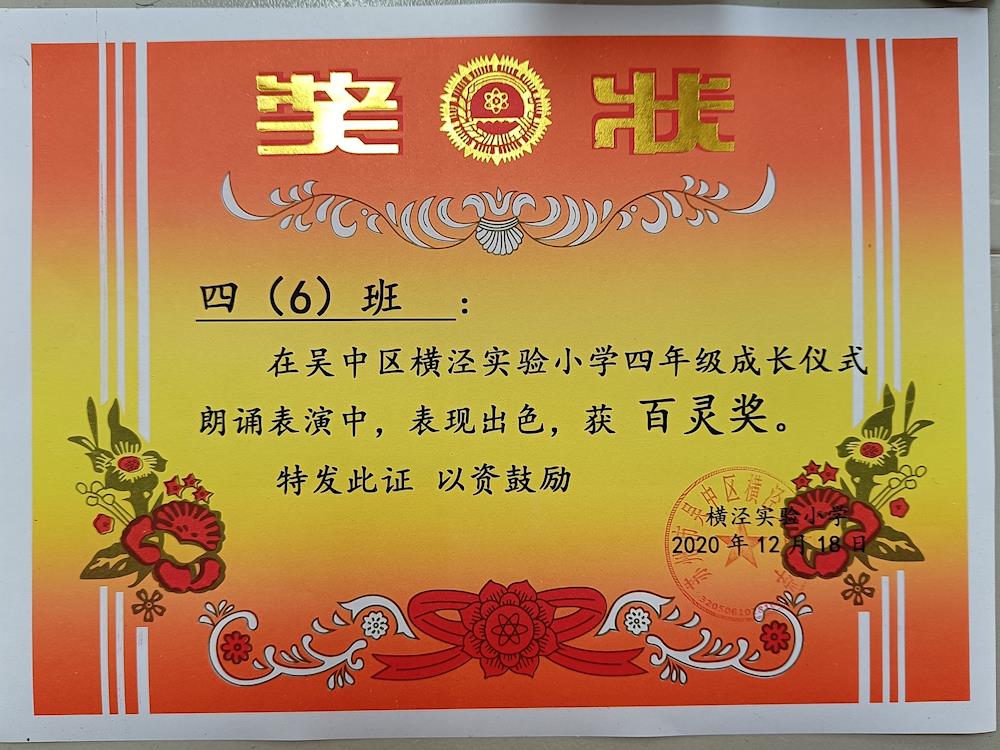 奖状
四（6）班：
在吴中区横泾实验小学四年级成长仪式
朗诵表演中，表现出色，获 百灵奖。
特发此证 以资鼓励
横泾实验小学
2020 年 12 月 18 日